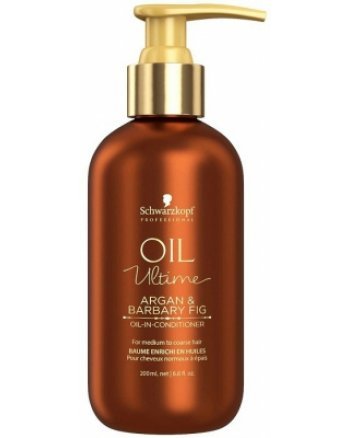 Schwarzkopf
PROFESSIONAL
OIL
Ultime
ARGAN &
BARBARY FIG
OIL-IN-CONDITIONER
For medium to coarse hair
BAUME ENRICHI EN HUILES
Pour cheveux normaux à épais
200ml, net | 6.8 fl. oz